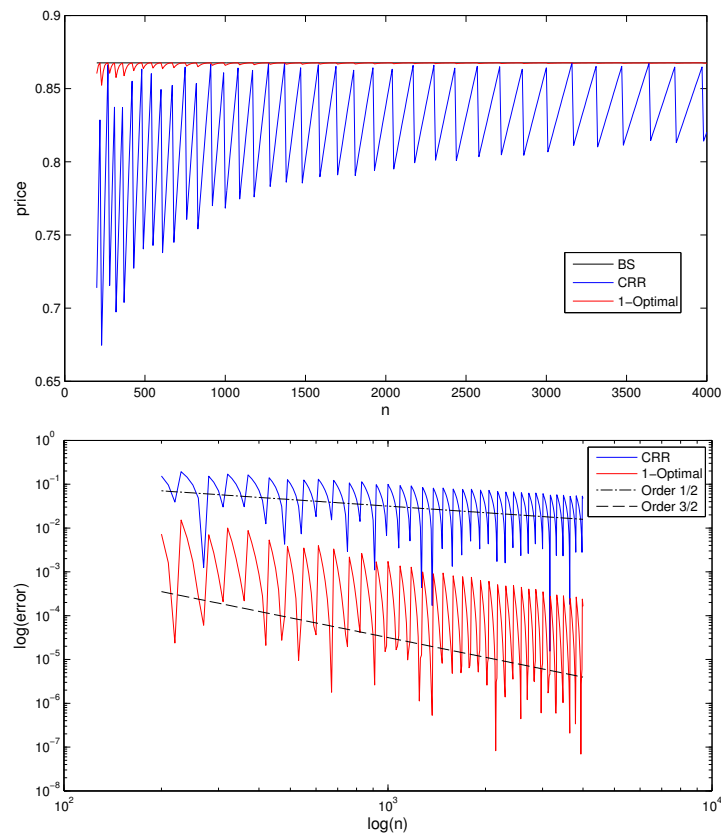 0.9
0.85
0.8
0.75
0.7
0.65
price
0
500
1000
1500
2000
2500
3000
3500
4000
n
BS
CRR
1−Optimal
10^0
10^−1
10^−2
10^−3
10^−4
10^−5
10^−6
10^−7
10^−8
log(error)
10^2
10^3
10^4
log(n)
CRR
1−Optimal
Order 1/2
Order 3/2